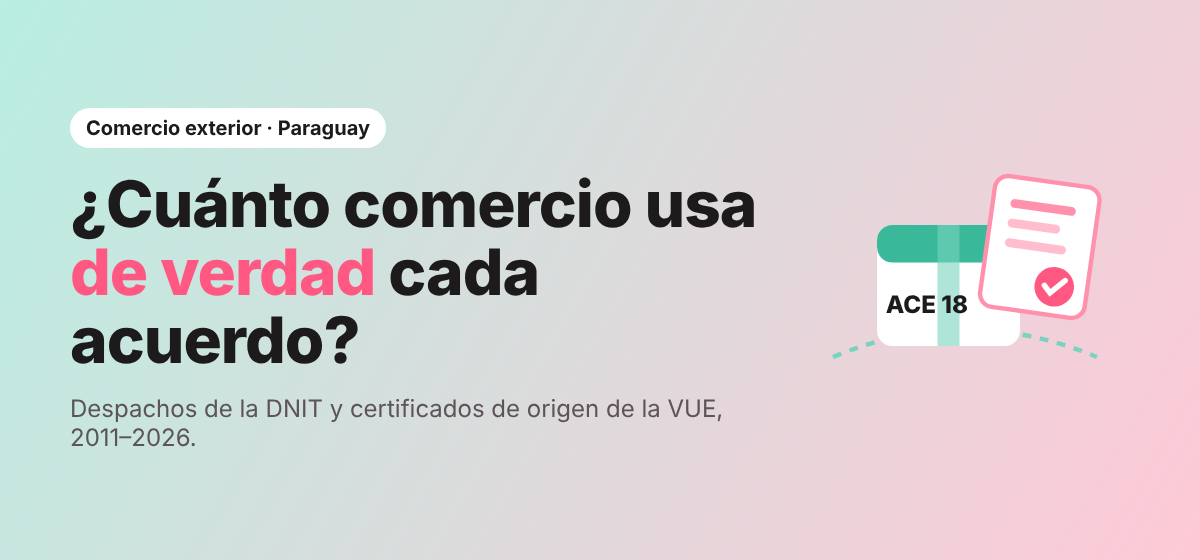 Comercio exterior · Paraguay
¿Cuánto comercio usa
de verdad cada
acuerdo?
Despachos de la DNIT y certificados de origen de la VUE,
2011–2026.
ACE 18